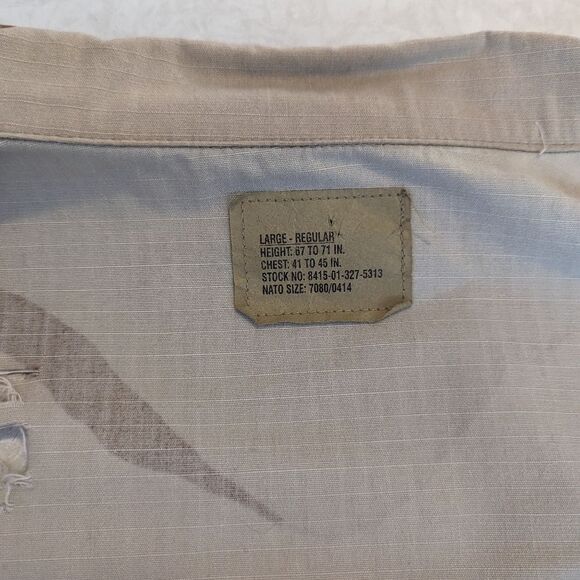 LARGE - REGULAR
HEIGHT: 67 TO 71 IN.
CHEST: 41 TO 45 IN.
STOCK NO: 8415-01-327-5313
NATO SIZE: 7080/0414